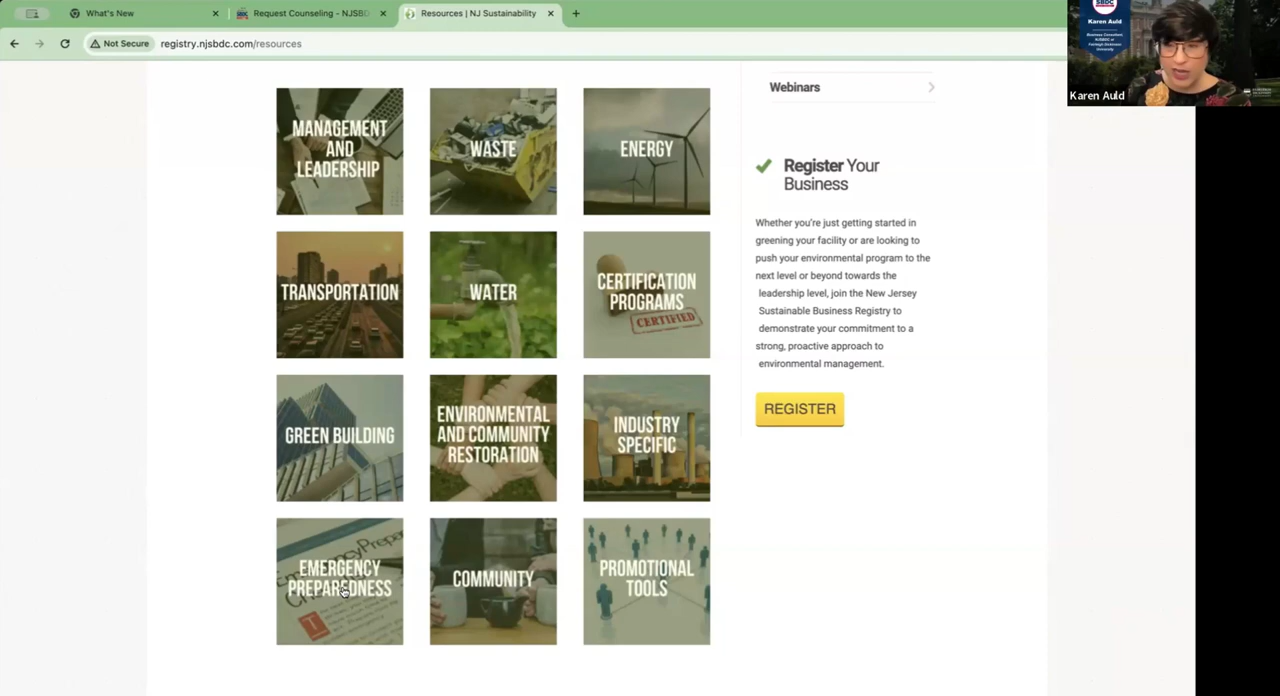 What's New
Request Counseling - NJSBD
Resources | NJ Sustainability
Not Secure
registry.njsbdc.com/resources
SBDC
Karen Auld
Karen Auld
MANAGEMENT
AND
LEADERSHIP
WASTE
ENERGY
TRANSPORTATION
WATER
CERTIFICATION
PROGRAMS
CERTIFIED
GREEN BUILDING
ENVIRONMENTAL
AND COMMUNITY
RESTORATION
INDUSTRY
SPECIFIC
EMERGENCY
PREPAREDNESS
COMMUNITY
PROMOTIONAL
TOOLS
Webinars
Register Your
Business
Whether you're just getting started in
greening your facility or are looking to
push your environmental program to the
next level or beyond towards the
leadership level, join the New Jersey
Sustainable Business Registry to
demonstrate your commitment to a
strong, proactive approach to
environmental management.
REGISTER